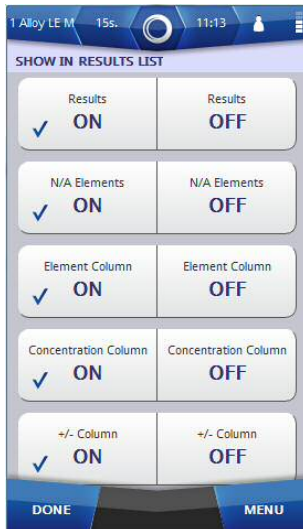 1 Alloy LE M 15s. 11:13
SHOW IN RESULTS LIST
Results Results
ON OFF
N/A Elements N/A Elements
ON OFF
Element Column Element Column
ON OFF
Concentration Column Concentration Column
ON OFF
+/- Column +/- Column
ON OFF
DONE MENU